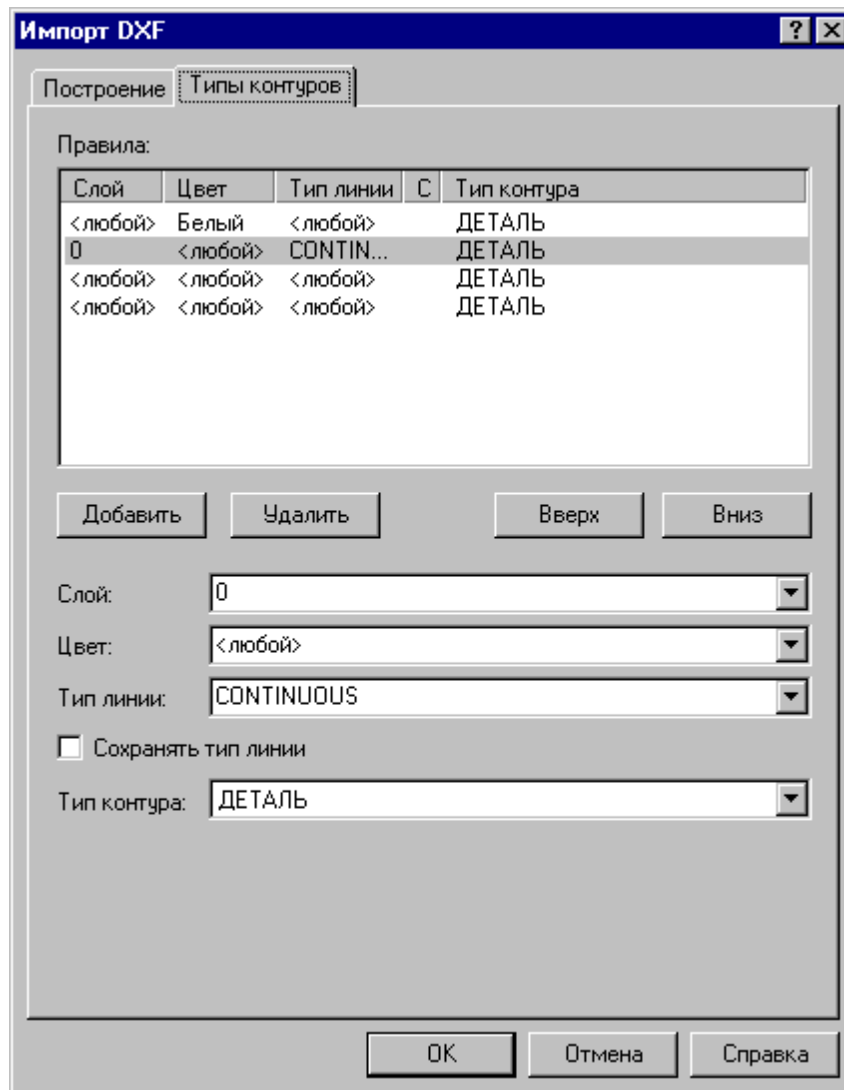 Импорт DXF
Построение Типы контуров
Правила:
Слой Цвет Тип линии С Тип контура
<любой> Белый <любой> ДЕТАЛЬ
0 <любой> CONTIN... ДЕТАЛЬ
<любой> <любой> <любой> ДЕТАЛЬ
<любой> <любой> <любой> ДЕТАЛЬ
Добавить Удалить Вверх Вниз
Слой: 0
Цвет: <любой>
Тип линии: CONTINUOUS
Сохранять тип линии
Тип контура: ДЕТАЛЬ
OK Отмена Справка